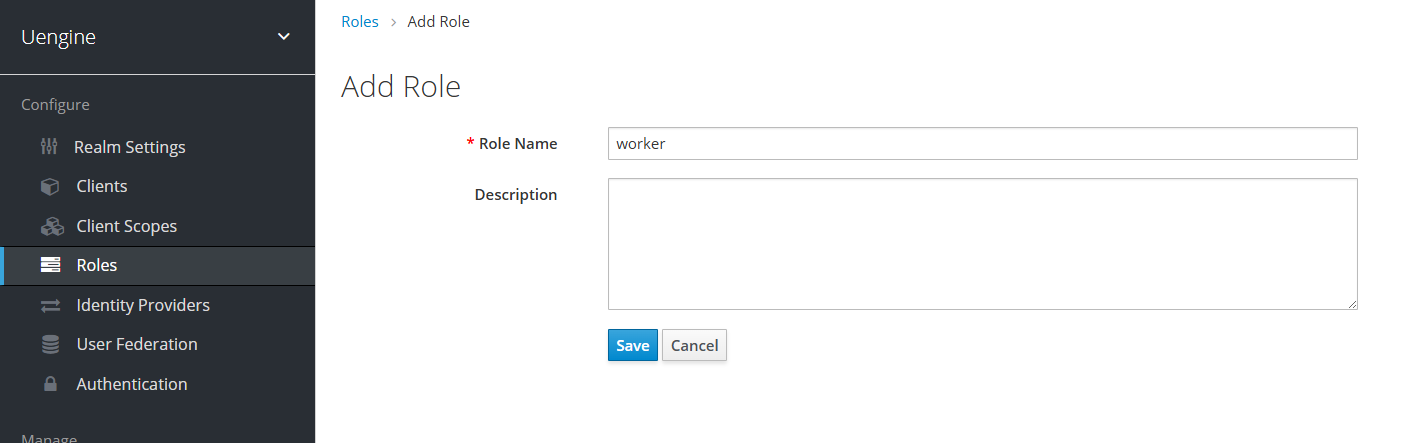 Uengine
Configure
Realm Settings
Clients
Client Scopes
Roles
Identity Providers
User Federation
Authentication
Manage
Roles › Add Role
Add Role
* Role Name
worker
Description
Save Cancel